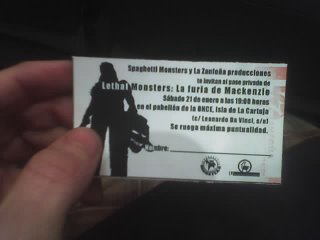 Spaghetti Monsters y La Zanfoña producciones
te invitan al pase privado de
Lethal Monsters: La furia de Mackenzie
Sábado 21 de enero a las 19:00 horas
en el pabellón de la ONCE, Isla de La Cartuja
(c/ Leonardo Da Vinci, s/n)
Se ruega máxima puntualidad.
Nombre: